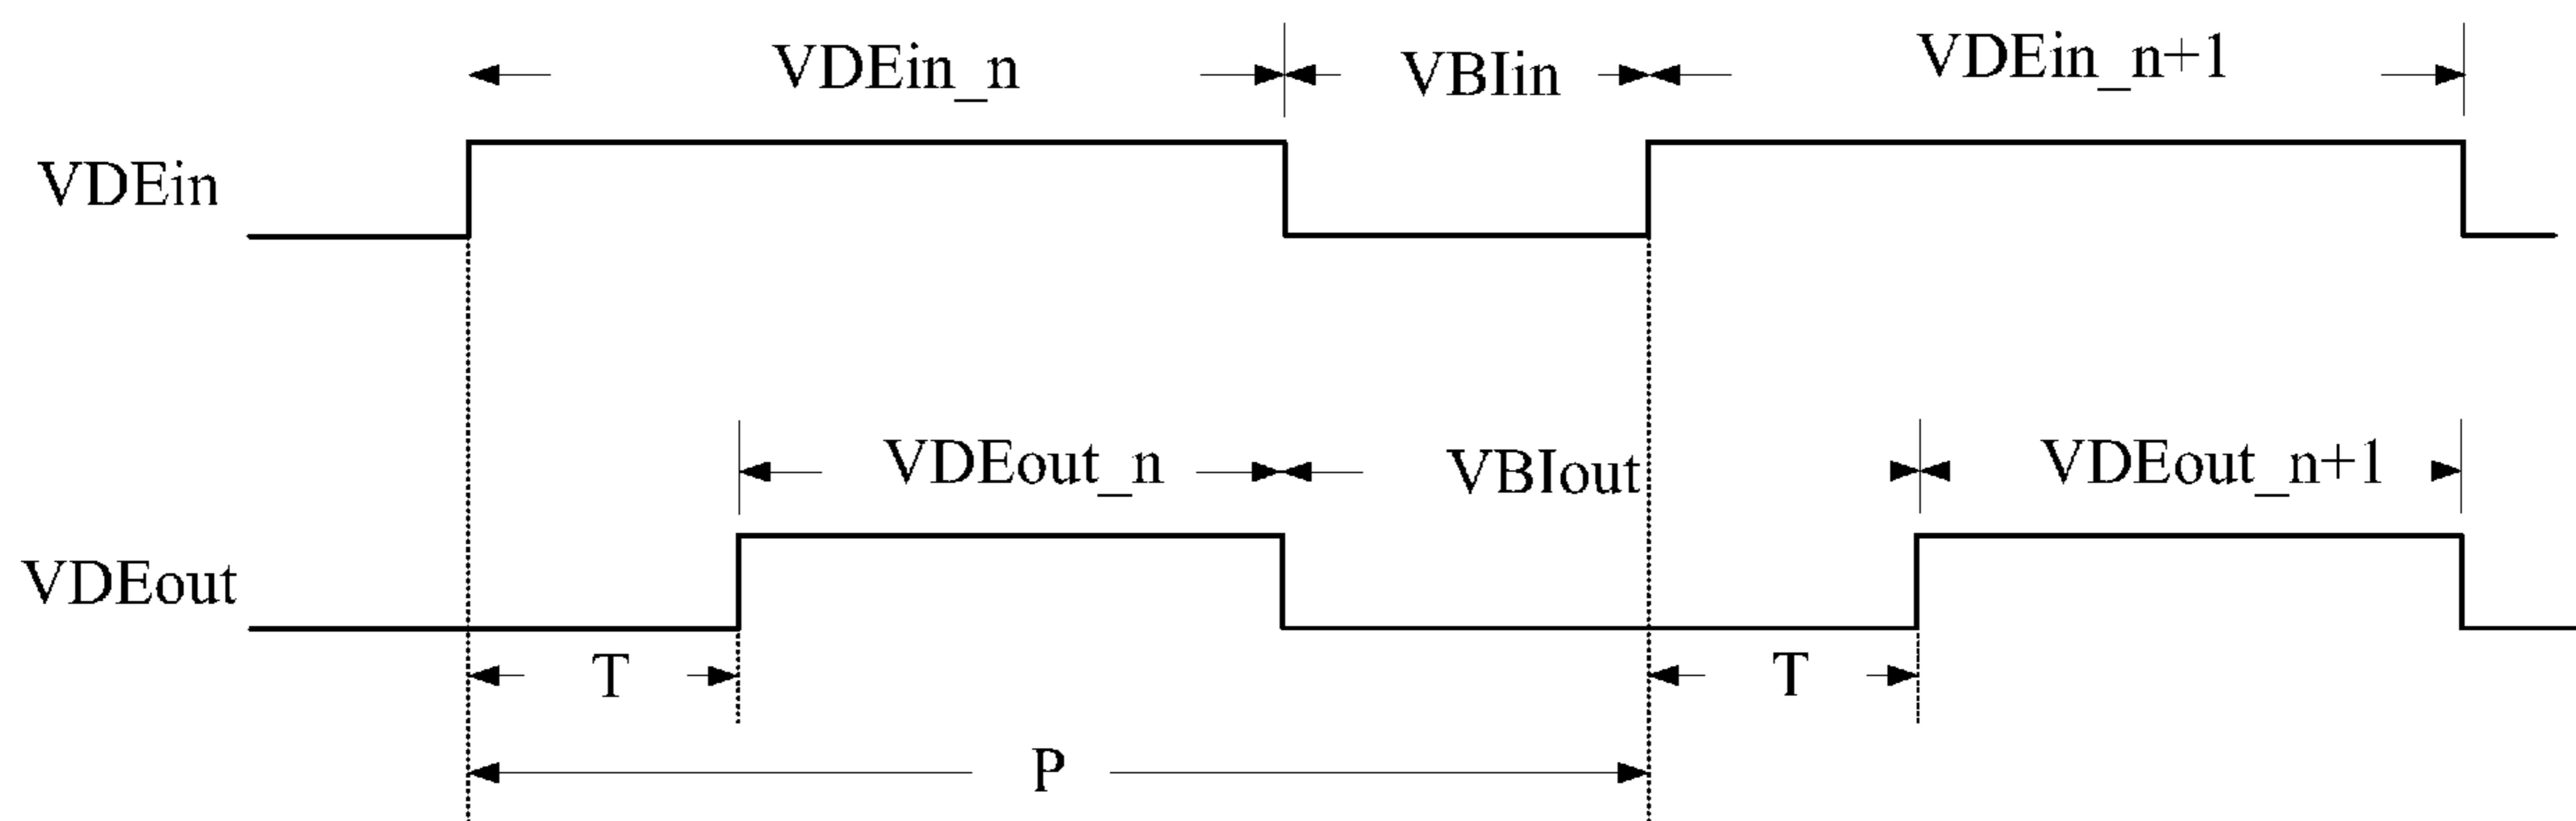 VDEin_n
VBIin
VDEin_n+1
VDEin
VDEout_n
VBIout
VDEout_n+1
VDEout
T
T
P